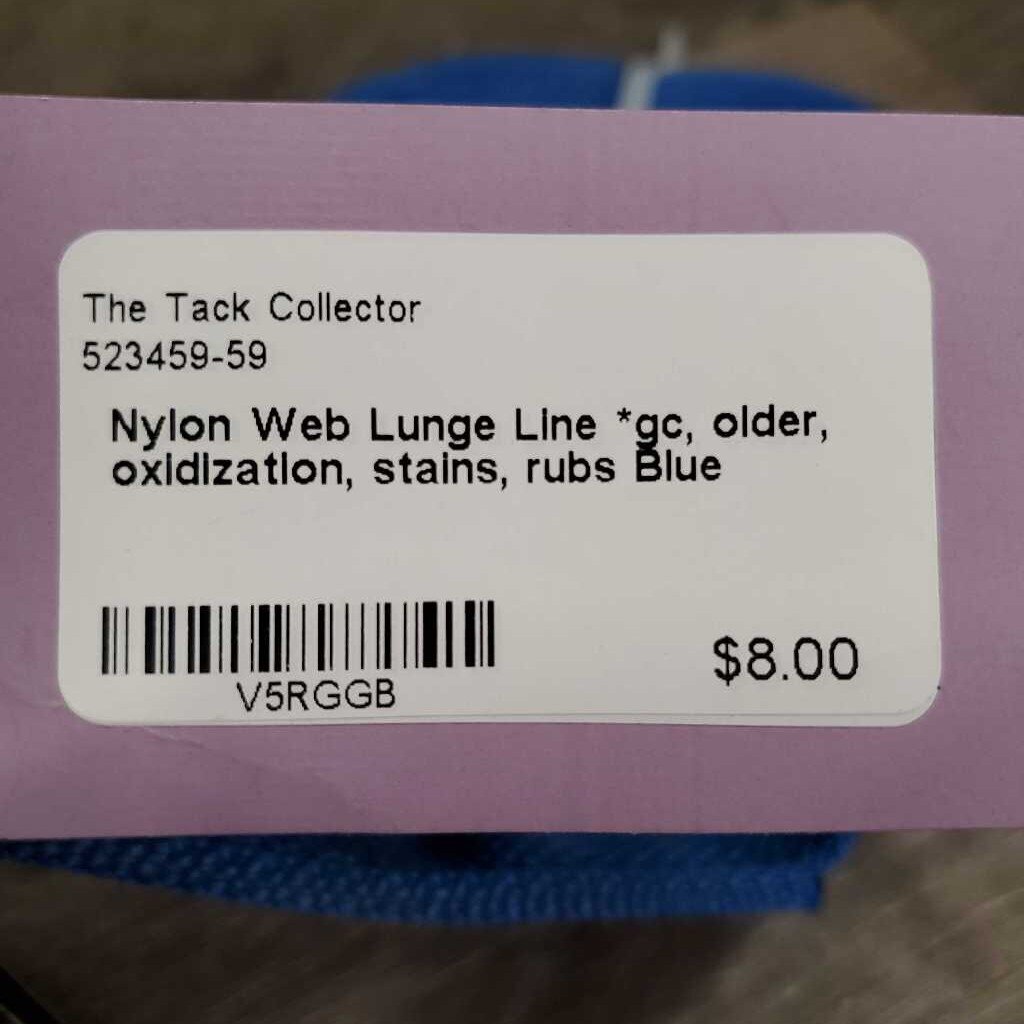 The Tack Collector
523459-59
Nylon Web Lunge Line *gc, older,
oxidization, stains, rubs Blue
V5RGGB
$8.00